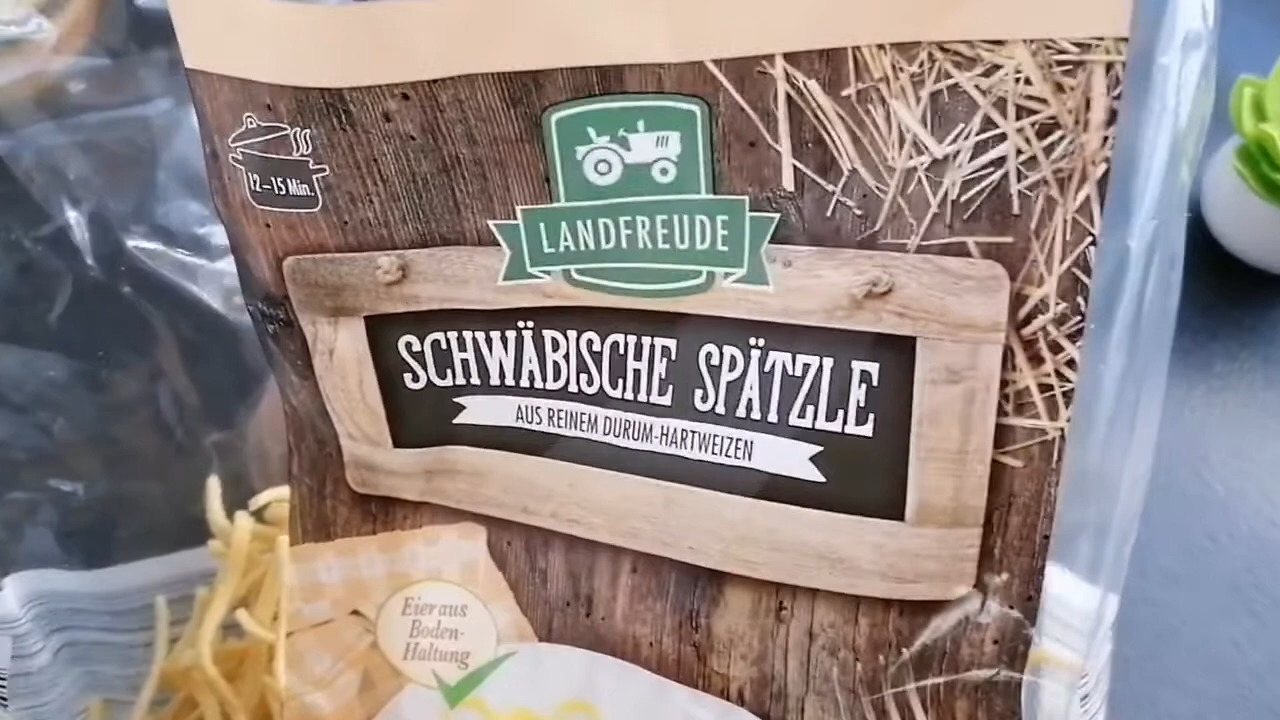 12–15 Min.
LANDFREUDE
SCHWÄBISCHE SPÄTZLE
AUS REINEM DURUM-HARTWEIZEN
Eier aus
Boden-
Haltung